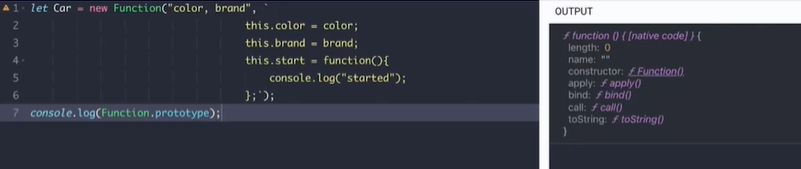 1 let Car = new Function("color, brand", `
2 this.color = color;
3 this.brand = brand;
4 this.start = function(){
5 console.log("started");
6 };`);
7 console.log(Function.prototype);
OUTPUT
ƒ function () { [native code] } {
length: 0
name: ""
constructor: ƒ Function()
apply: ƒ apply()
bind: ƒ bind()
call: ƒ call()
toString: ƒ toString()
}